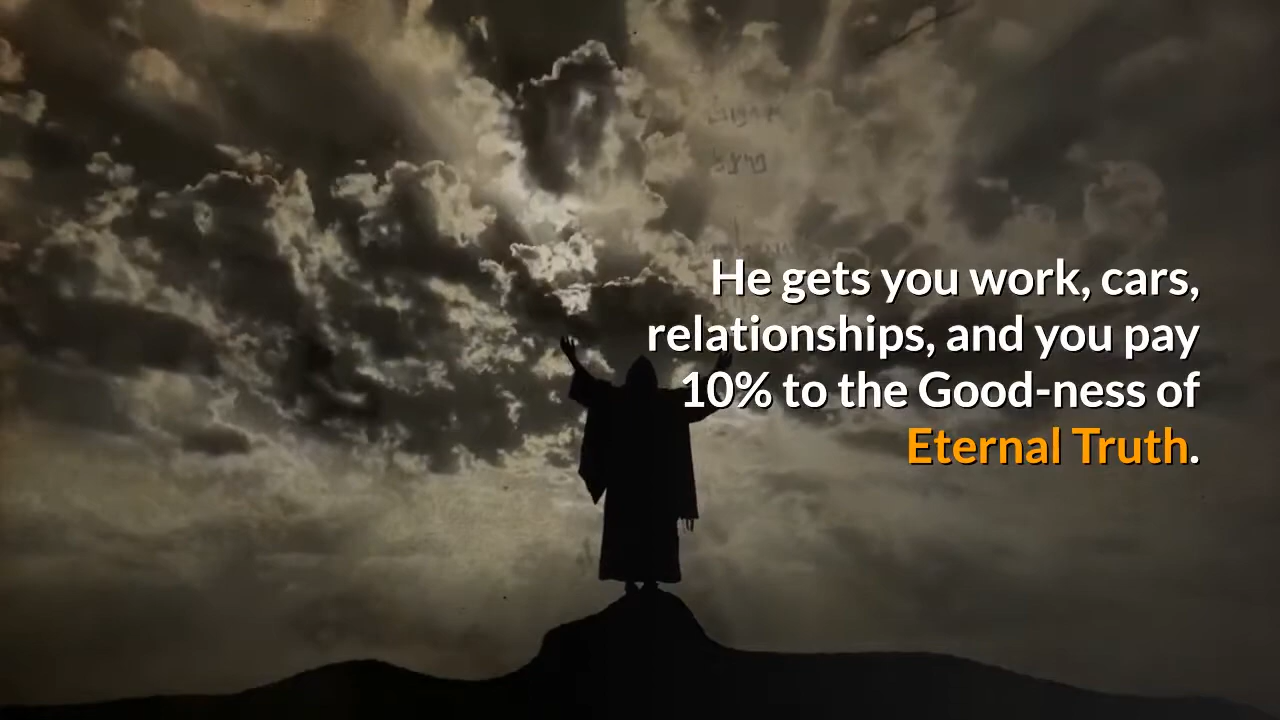 He gets you work, cars,
relationships, and you pay
10% to the Good-ness of
Eternal Truth.